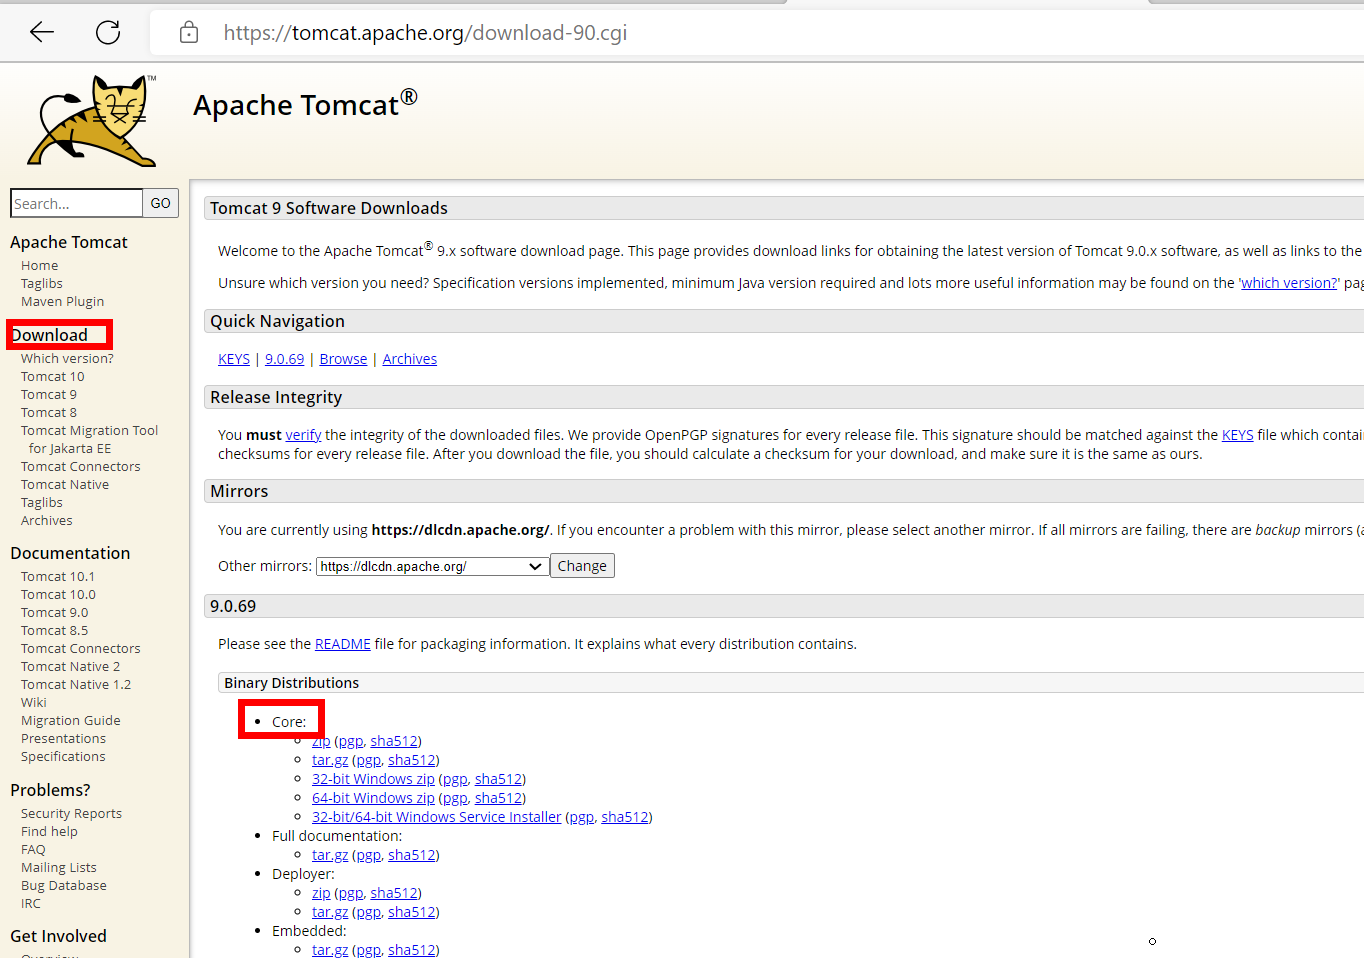 https://tomcat.apache.org/download-90.cgi
TM
Apache Tomcat®
Search... GO
Apache Tomcat
Home
Taglibs
Maven Plugin
Download
Which version?
Tomcat 10
Tomcat 9
Tomcat 8
Tomcat Migration Tool
for Jakarta EE
Tomcat Connectors
Tomcat Native
Taglibs
Archives
Documentation
Tomcat 10.1
Tomcat 10.0
Tomcat 9.0
Tomcat 8.5
Tomcat Connectors
Tomcat Native 2
Tomcat Native 1.2
Wiki
Migration Guide
Presentations
Specifications
Problems?
Security Reports
Find help
FAQ
Mailing Lists
Bug Database
IRC
Get Involved
Overview
Tomcat 9 Software Downloads
Welcome to the Apache Tomcat® 9.x software download page. This page provides download links for obtaining the latest version of Tomcat 9.0.x software, as well as links to the
Unsure which version you need? Specification versions implemented, minimum Java version required and lots more useful information may be found on the 'which version?' pag
Quick Navigation
KEYS | 9.0.69 | Browse | Archives
Release Integrity
You must verify the integrity of the downloaded files. We provide OpenPGP signatures for every release file. This signature should be matched against the KEYS file which contai
checksums for every release file. After you download the file, you should calculate a checksum for your download, and make sure it is the same as ours.
Mirrors
You are currently using https://dlcdn.apache.org/. If you encounter a problem with this mirror, please select another mirror. If all mirrors are failing, there are backup mirrors (a
Other mirrors: https://dlcdn.apache.org/ Change
9.0.69
Please see the README file for packaging information. It explains what every distribution contains.
Binary Distributions
• Core:
zip (pgp, sha512)
tar.gz (pgp, sha512)
32-bit Windows zip (pgp, sha512)
64-bit Windows zip (pgp, sha512)
32-bit/64-bit Windows Service Installer (pgp, sha512)
• Full documentation:
tar.gz (pgp, sha512)
• Deployer:
zip (pgp, sha512)
tar.gz (pgp, sha512)
• Embedded:
tar.gz (pgp, sha512)